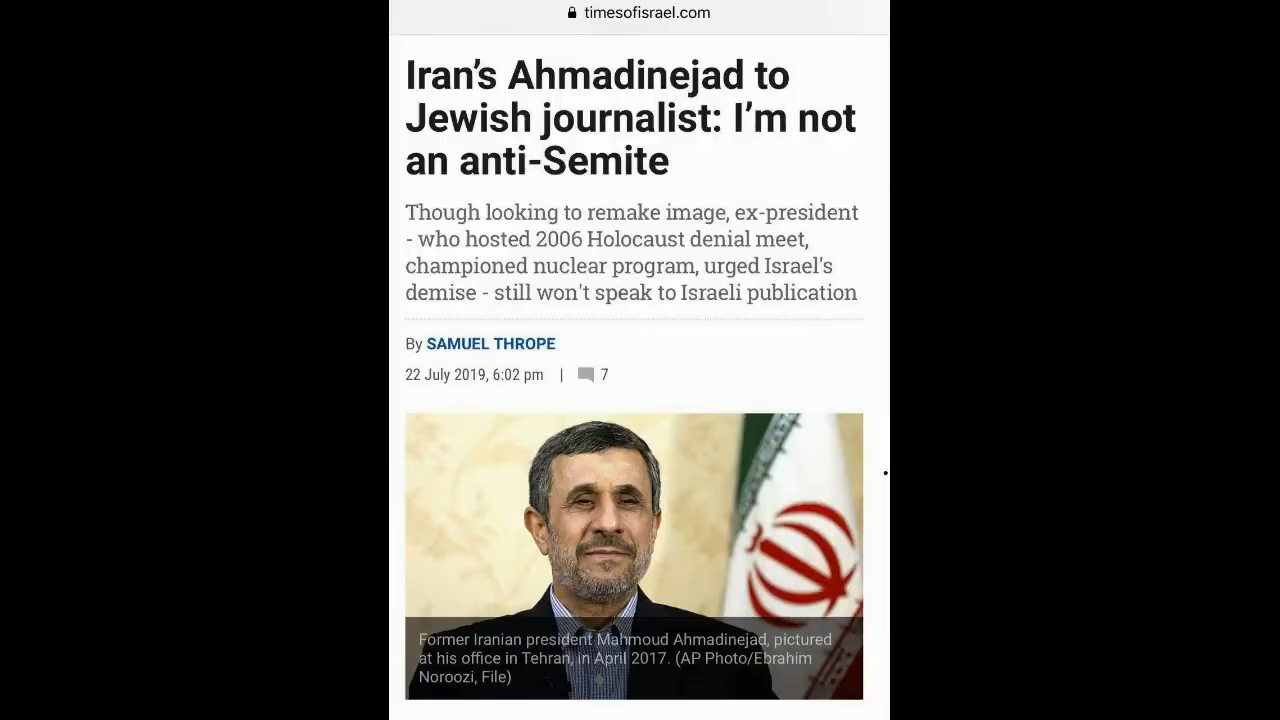 timesofisrael.com
Iran's Ahmadinejad to
Jewish journalist: I'm not
an anti-Semite
Though looking to remake image, ex-president
- who hosted 2006 Holocaust denial meet,
championed nuclear program, urged Israel's
demise - still won't speak to Israeli publication
By SAMUEL THROPE
22 July 2019, 6:02 pm | 7
Former Iranian president Mahmoud Ahmadinejad, pictured
at his office in Tehran, in April 2017. (AP Photo/Ebrahim
Noroozi, File)